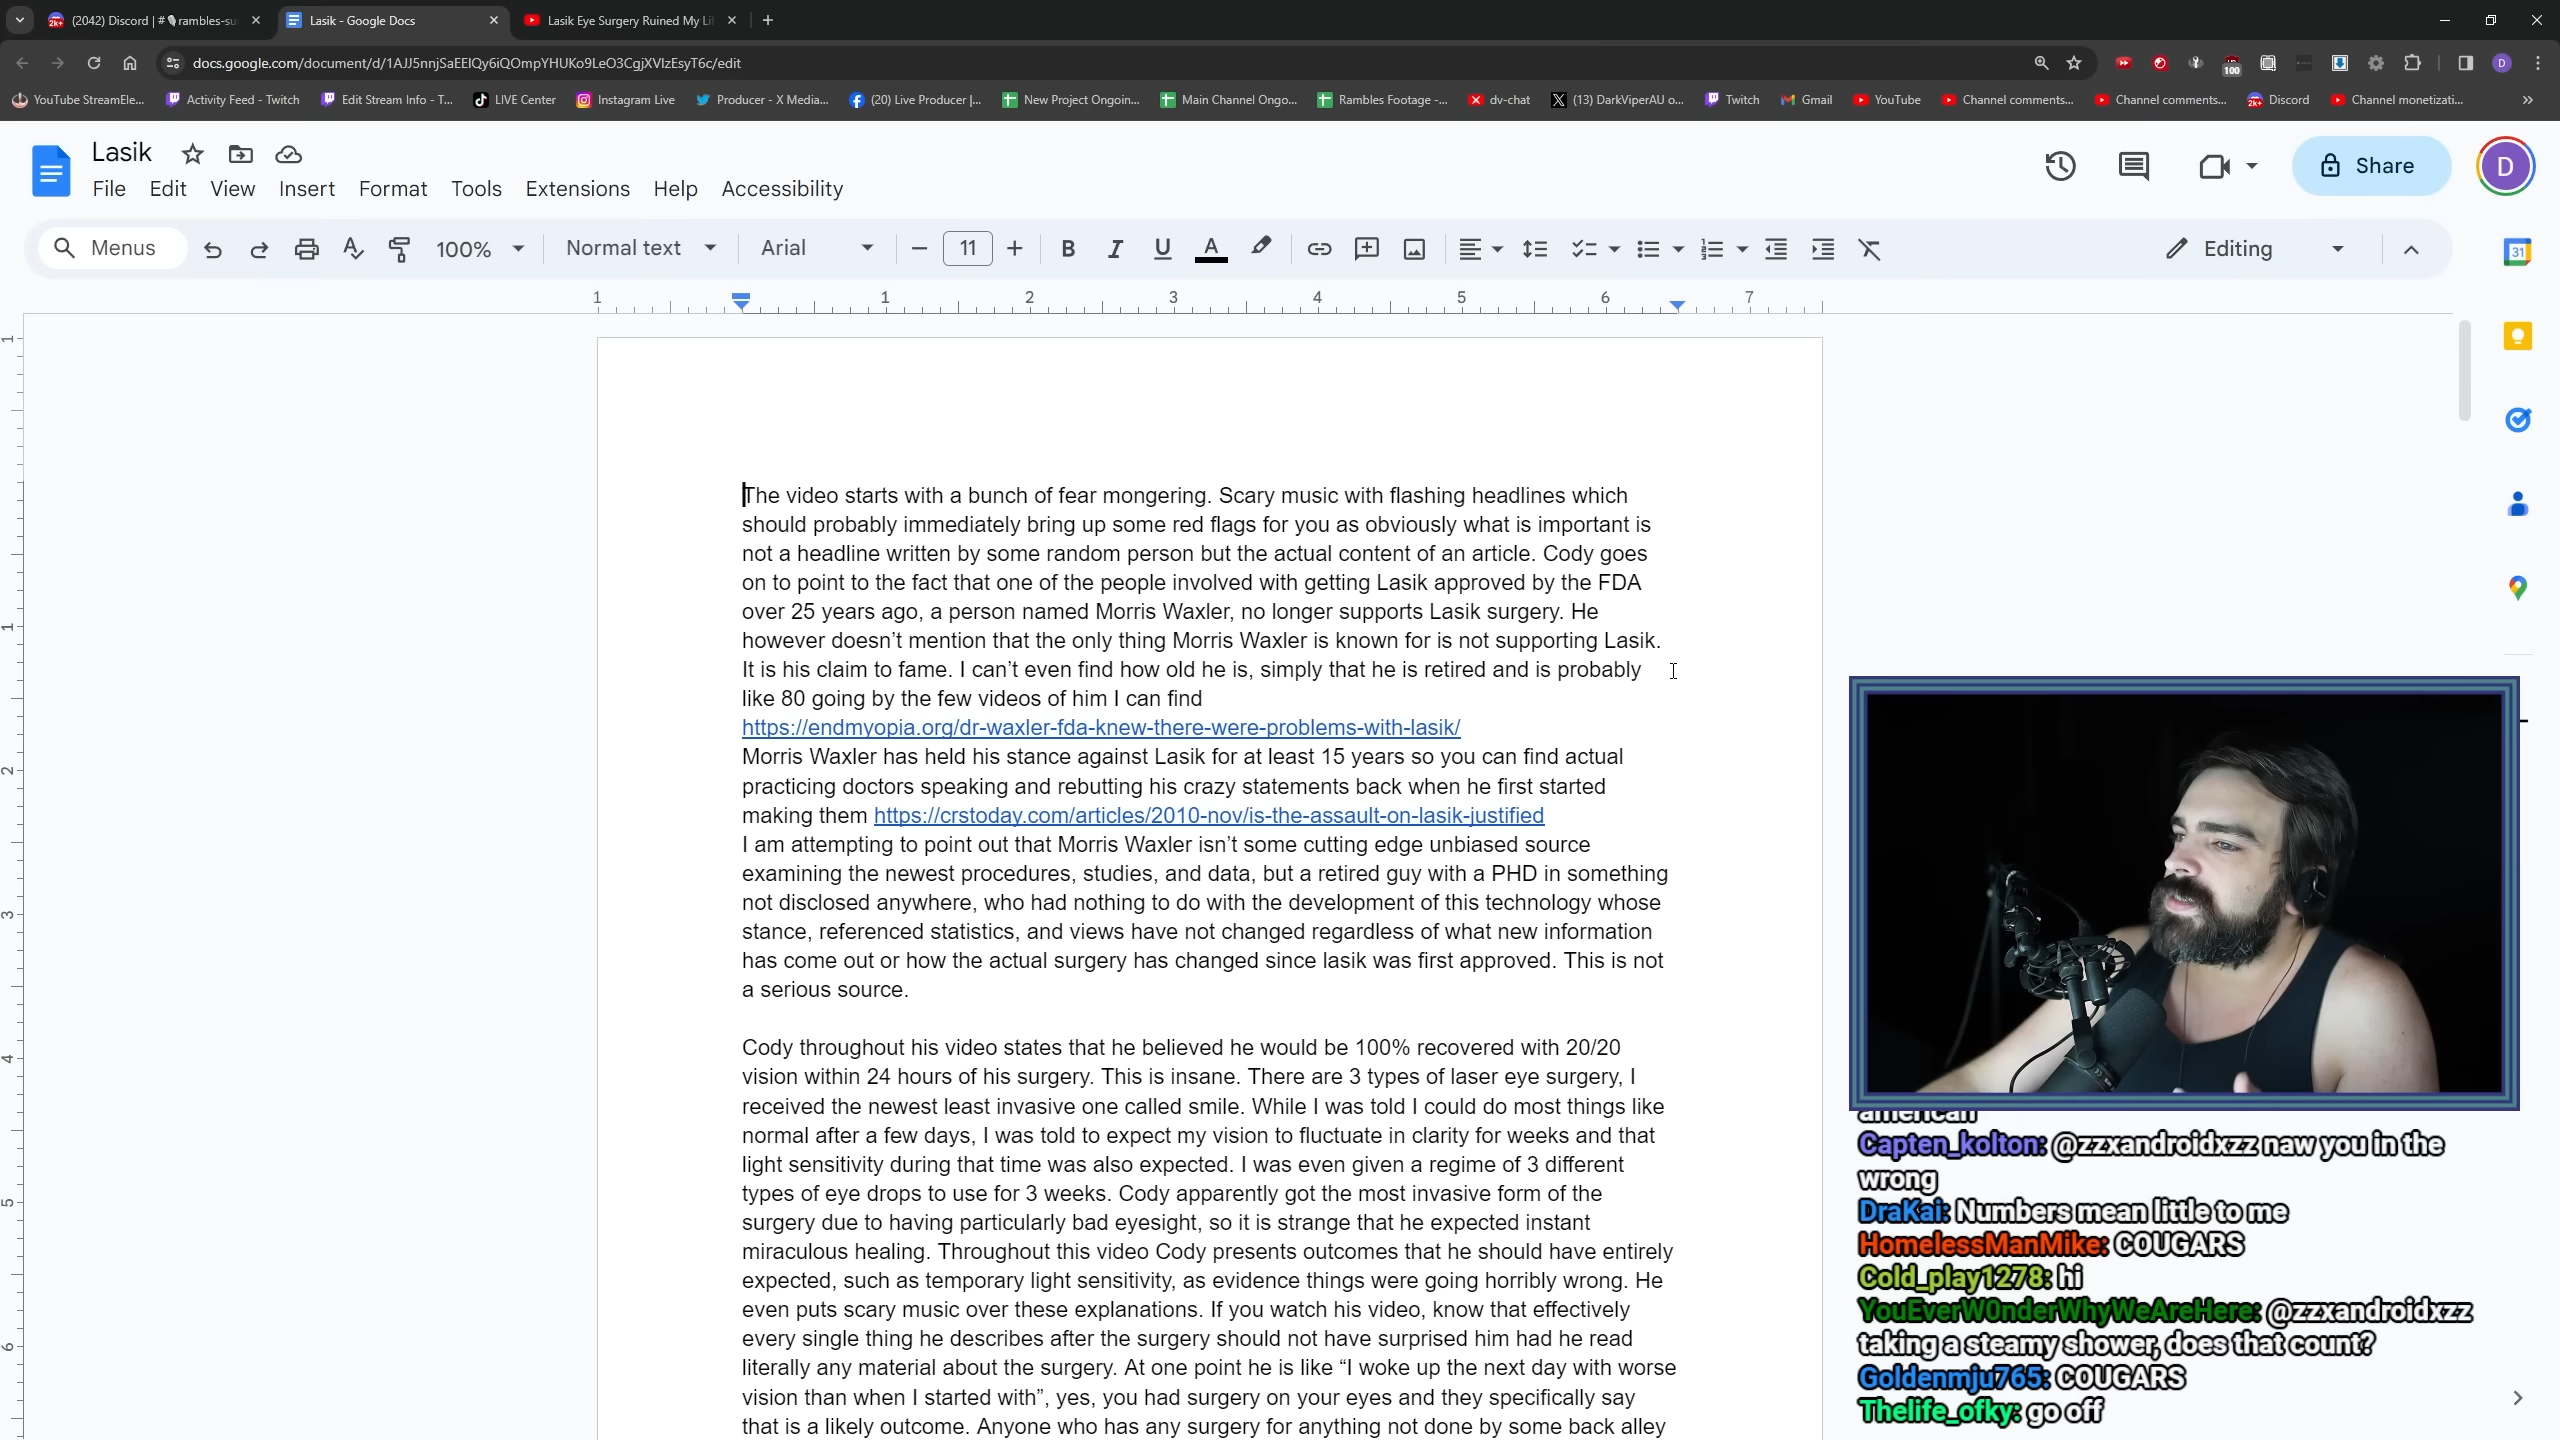 (2042) Discord | #🎙rambles-su
Lasik - Google Docs
Lasik Eye Surgery Ruined My Li
docs.google.com/document/d/1AJJ5nnjSaEEIQy6iQOmpYHUKo9LeO3CgjXVlzEsyT6c/edit
100
D
YouTube StreamEle...
Activity Feed - Twitch
Edit Stream Info - T...
LIVE Center
Instagram Live
Producer - X Media...
(20) Live Producer |...
New Project Ongoin...
Main Channel Ongo...
Rambles Footage -...
dv-chat
(13) DarkViperAU o...
Twitch
Gmail
YouTube
Channel comments...
Channel comments...
Discord
Channel monetizati...
Lasik
File Edit View Insert Format Tools Extensions Help Accessibility
Share
D
Menus
100%
Normal text
Arial
11
B I U A
Editing
31
1 1 2 3 4 5 6 7
1
1
2
3
4
5
6
The video starts with a bunch of fear mongering. Scary music with flashing headlines which
should probably immediately bring up some red flags for you as obviously what is important is
not a headline written by some random person but the actual content of an article. Cody goes
on to point to the fact that one of the people involved with getting Lasik approved by the FDA
over 25 years ago, a person named Morris Waxler, no longer supports Lasik surgery. He
however doesn’t mention that the only thing Morris Waxler is known for is not supporting Lasik.
It is his claim to fame. I can’t even find how old he is, simply that he is retired and is probably
like 80 going by the few videos of him I can find
https://endmyopia.org/dr-waxler-fda-knew-there-were-problems-with-lasik/
Morris Waxler has held his stance against Lasik for at least 15 years so you can find actual
practicing doctors speaking and rebutting his crazy statements back when he first started
making them https://crstoday.com/articles/2010-nov/is-the-assault-on-lasik-justified
I am attempting to point out that Morris Waxler isn’t some cutting edge unbiased source
examining the newest procedures, studies, and data, but a retired guy with a PHD in something
not disclosed anywhere, who had nothing to do with the development of this technology whose
stance, referenced statistics, and views have not changed regardless of what new information
has come out or how the actual surgery has changed since lasik was first approved. This is not
a serious source.
Cody throughout his video states that he believed he would be 100% recovered with 20/20
vision within 24 hours of his surgery. This is insane. There are 3 types of laser eye surgery, I
received the newest least invasive one called smile. While I was told I could do most things like
normal after a few days, I was told to expect my vision to fluctuate in clarity for weeks and that
light sensitivity during that time was also expected. I was even given a regime of 3 different
types of eye drops to use for 3 weeks. Cody apparently got the most invasive form of the
surgery due to having particularly bad eyesight, so it is strange that he expected instant
miraculous healing. Throughout this video Cody presents outcomes that he should have entirely
expected, such as temporary light sensitivity, as evidence things were going horribly wrong. He
even puts scary music over these explanations. If you watch his video, know that effectively
every single thing he describes after the surgery should not have surprised him had he read
literally any material about the surgery. At one point he is like “I woke up the next day with worse
vision than when I started with”, yes, you had surgery on your eyes and they specifically say
that is a likely outcome. Anyone who has any surgery for anything not done by some back alley
american
Capten_kolton: @zzxandroidxzz naw you in the
wrong
DraKai: Numbers mean little to me
HomelessManMike: COUGARS
Cold_play1278: hi
YouEverW0nderWhyWeAreHere: @zzxandroidxzz
taking a steamy shower, does that count?
Goldenmju765: COUGARS
Thelife_ofky: go off